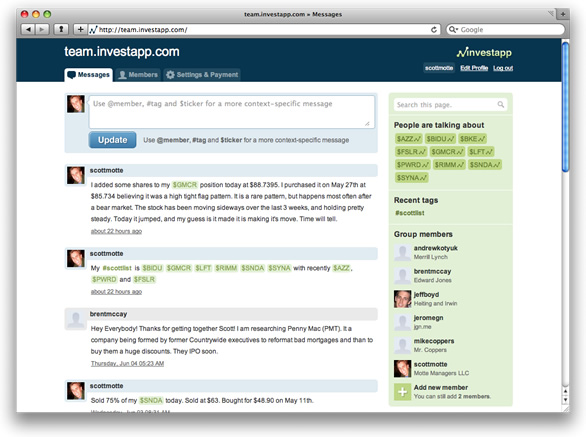 team.investapp.com » Messages
http://team.investapp.com/
Google
team.investapp.com
investapp
scottmotte Edit Profile Log out
Messages Members Settings & Payment
Use @member, #tag and $ticker for a more context-specific message
Update Use @member, #tag and $ticker for a more context-specific message
scottmotte
I added some shares to my $GMCR position today at $88.7395. I purchased it on May 27th at
$85.734 believing it was a high tight flag pattern. It is a rare pattern, but happens most often after
a bear market. The stock has been moving sideways over the last 3 weeks, and holding pretty
steady. Today it jumped, and my guess is it made it is making it's move. Time will tell.
about 22 hours ago
scottmotte
My #scottlist is $BIDU $GMCR $LFT $RIMM $SNDA $SYNA with recently $AZZ,
$PWRD and $FSLR
about 22 hours ago
brentmccay
Hey Everybody! Thanks for getting together Scott! I am researching Penny Mac (PMT). It a
company being formed by former Countrywide executives to reformat bad mortgages and than to
buy them a huge discounts. They IPO soon.
Thursday, Jun 04 05:23 AM
scottmotte
Sold 75% of my $SNDA today. Sold at $63. Bought for $48.90 on May 11th.
Search this page.
People are talking about
$AZZ $BIDU $BKE
$FSLR $GMCR $LFT
$PWRD $RIMM $SNDA
$SYNA
Recent tags
#scottlist
Group members
andrewkotyuk
Merrill Lynch
brentmccay
Edward Jones
jeffboyd
Helting and Irwin
jeromegn
jgn.me
mikecoppers
Mr. Coppers
scottmotte
Motte Managers LLC
Add new member
You can still add 2 members.